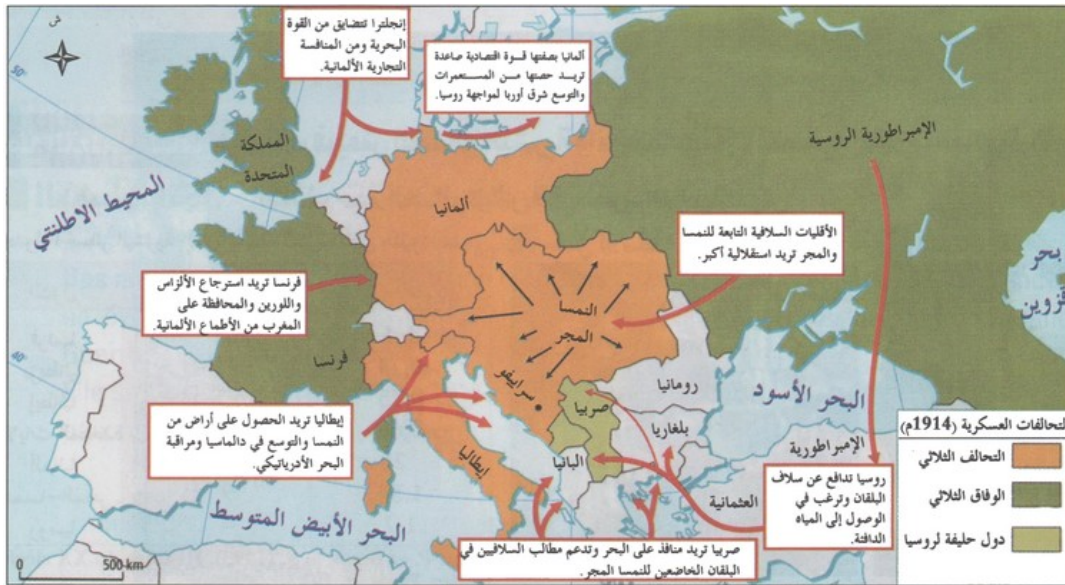 ش
إنجلترا تتضايق من القوة
البحرية ومن المنافسة
التجارية الألمانية.
ألمانيا بصفتها قوة اقتصادية صاعدة
تريد حصتها من المستعمرات
والتوسع شرق أوربا لمواجهة روسيا.
50°
المملكة
المتحدة
الإمبراطورية الروسية
المحيط الاطلنتي
ألمانيا
الأقليات السلافية التابعة للنمسا
والمجر تريد استقلالية أكبر.
بحر
قزوين
فرنسا تريد استرجاع الألزاس
واللورين والمحافظة على
المغرب من الأطماع الألمانية.
النمسا
المجر
40°
فرنسا
سراييفو
رومانيا
صربيا
البحر الأسود
بلغاريا
إيطاليا تريد الحصول على أراض من
النمسا والتوسع في دالماسيا ومراقبة
البحر الأدرياتيكي.
إيطاليا
البانيا
الإمبراطورية
العثمانية
روسيا تدافع عن سلاف
البلقان وترغب في
الوصول إلى المياه
الدافئة.
البحر الأبيض المتوسط
صربيا تريد منافذ على البحر وتدعم مطالب السلافيين في
البلقان الخاضعين للنمسا المجر.
0 500 km
لتحالفات العسكرية (1914م)
التحالف الثلاثي
الوفاق الثلاثي
دول حليفة لروسيا